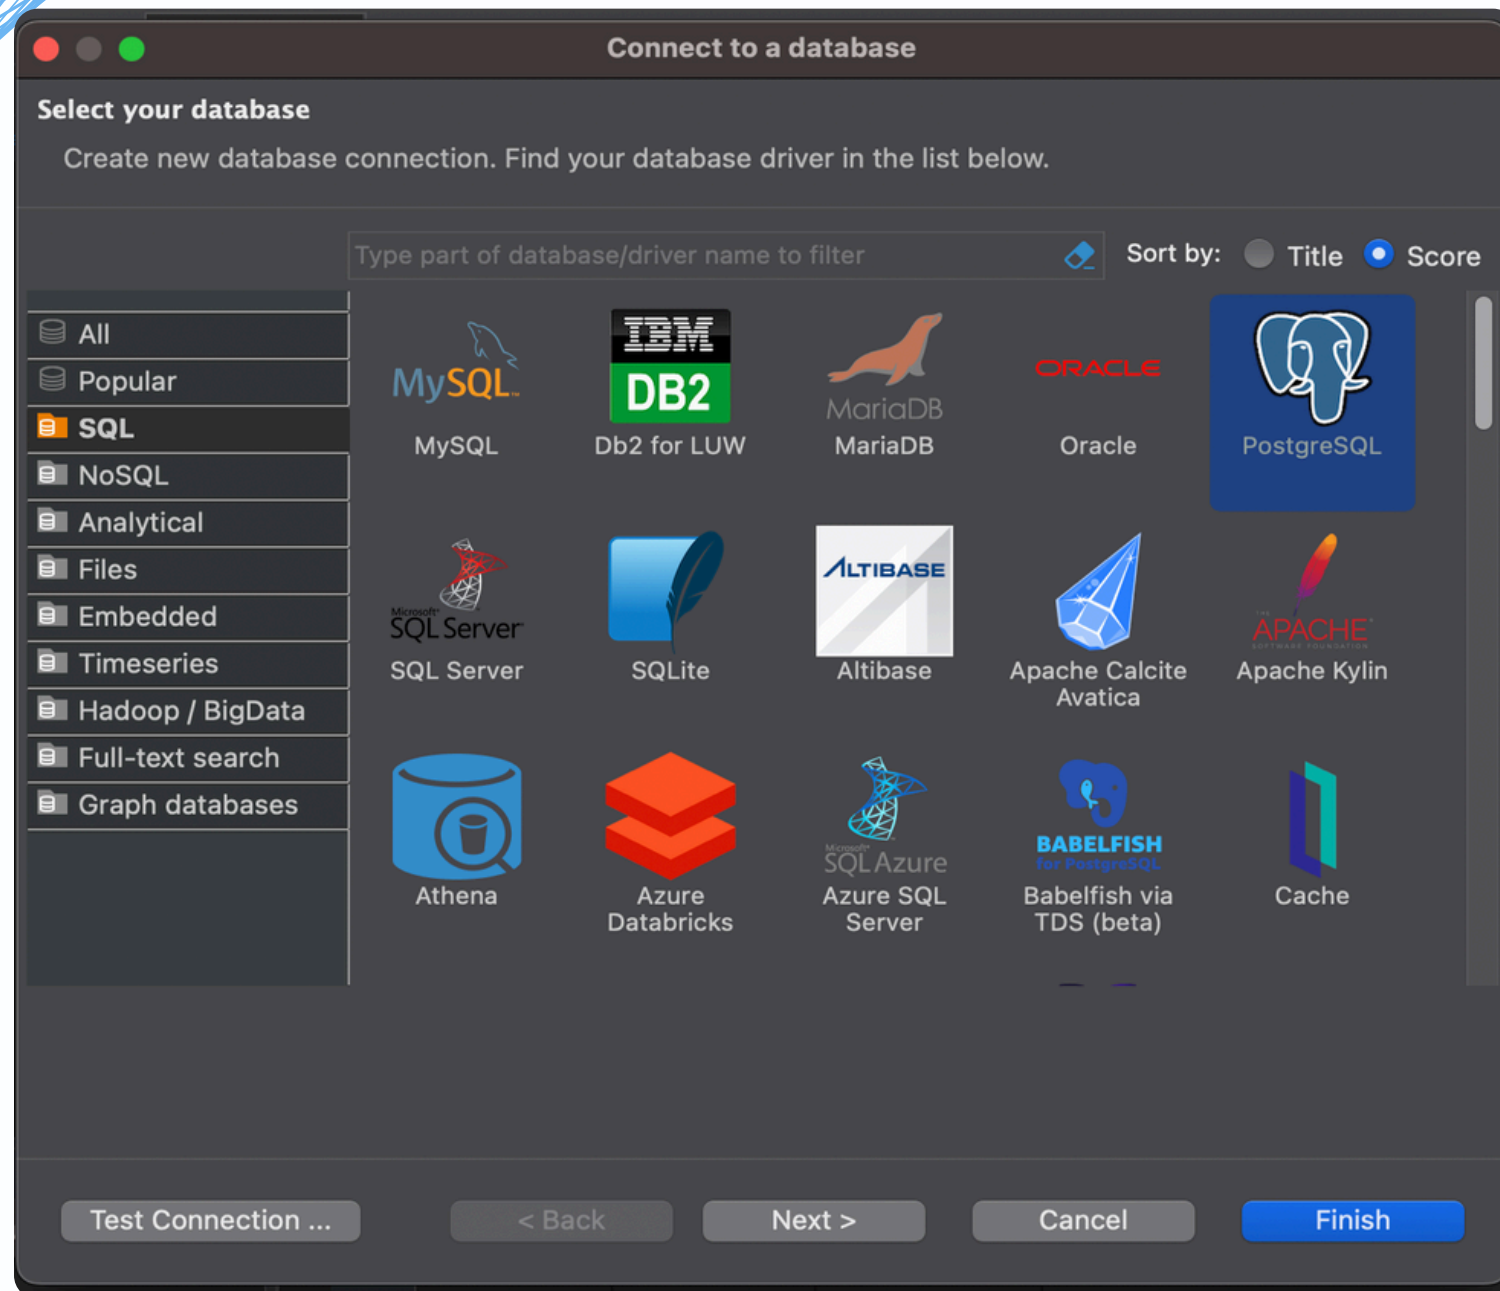 Connect to a database
Select your database
Create new database connection. Find your database driver in the list below.
Type part of database/driver name to filter
Sort by: Title Score
All
Popular
SQL
NoSQL
Analytical
Files
Embedded
Timeseries
Hadoop / BigData
Full-text search
Graph databases
MySQL™
MySQL
IBM
DB2
Db2 for LUW
MariaDB
MariaDB
ORACLE
Oracle
PostgreSQL
Microsoft®
SQL Server®
SQL Server
SQLite
ALTIBASE
Altibase
Apache Calcite
Avatica
THE
APACHE®
SOFTWARE FOUNDATION
Apache Kylin
Athena
Azure
Databricks
Microsoft®
SQL Azure
Azure SQL
Server
BABELFISH
for PostgreSQL
Babelfish via
TDS (beta)
Cache
Test Connection ...
< Back
Next >
Cancel
Finish